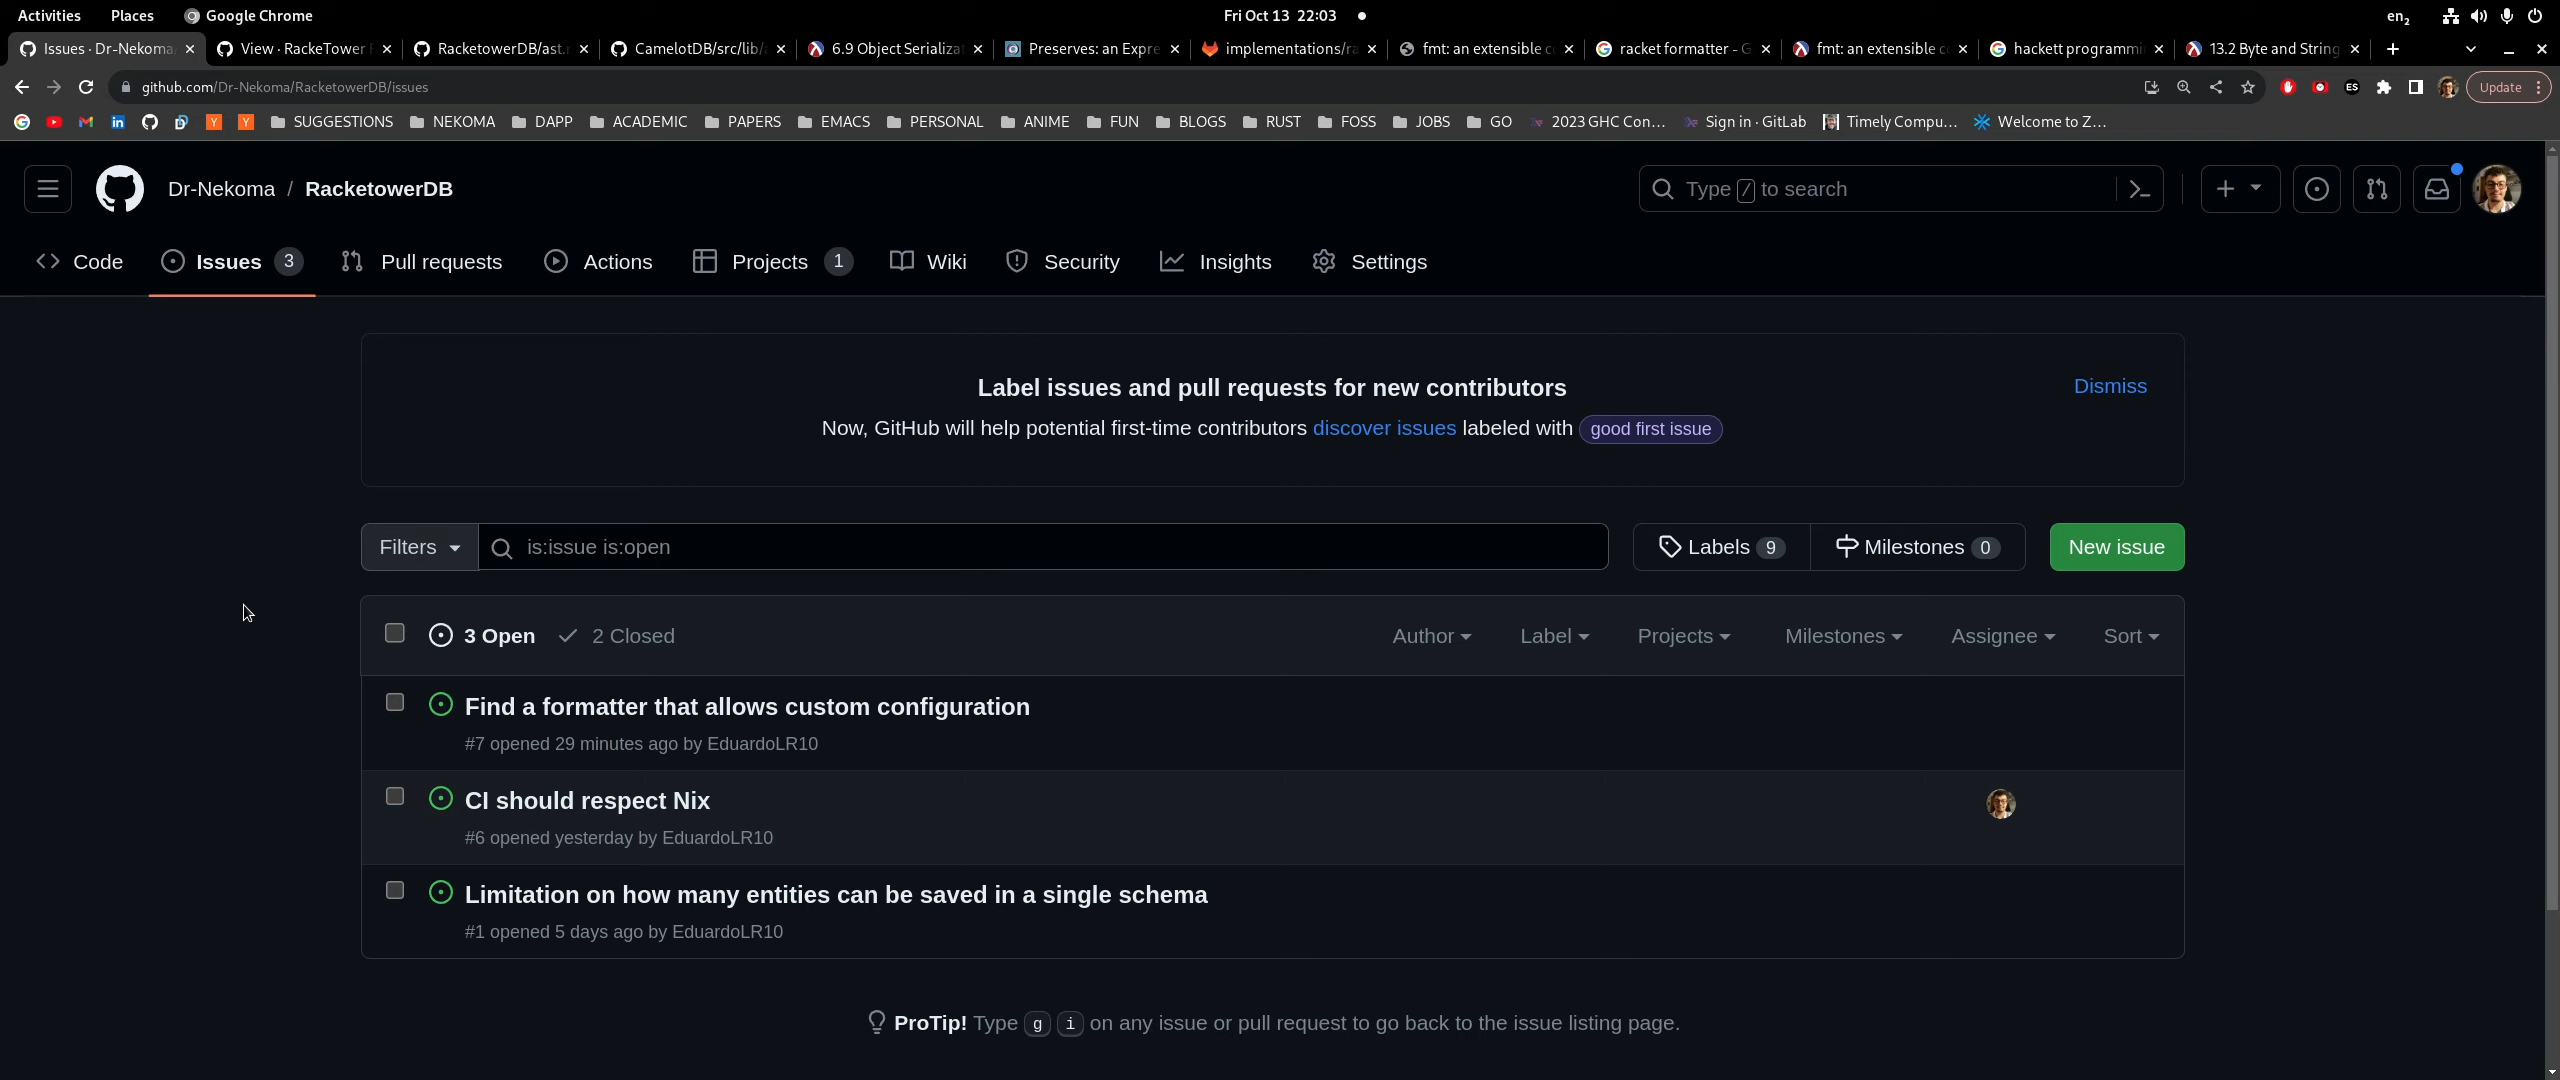 Activities Places Google Chrome Fri Oct 13 22:03 en2
Issues · Dr-Nekoma/ View · RackeTower RacketowerDB/ast.r CamelotDB/src/lib/ 6.9 Object Serializat Preserves: an Expre implementations/ra fmt: an extensible c racket formatter - G fmt: an extensible c hackett programmi 13.2 Byte and String
github.com/Dr-Nekoma/RacketowerDB/issues ES Update
SUGGESTIONS NEKOMA DAPP ACADEMIC PAPERS EMACS PERSONAL ANIME FUN BLOGS RUST FOSS JOBS GO 2023 GHC Con... Sign in · GitLab Timely Compu... Welcome to Z...
Dr-Nekoma / RacketowerDB Type / to search
Code Issues 3 Pull requests Actions Projects 1 Wiki Security Insights Settings
Label issues and pull requests for new contributors Dismiss
Now, GitHub will help potential first-time contributors discover issues labeled with good first issue
Filters is:issue is:open Labels 9 Milestones 0 New issue
3 Open 2 Closed Author Label Projects Milestones Assignee Sort
Find a formatter that allows custom configuration
#7 opened 29 minutes ago by EduardoLR10
CI should respect Nix
#6 opened yesterday by EduardoLR10
Limitation on how many entities can be saved in a single schema
#1 opened 5 days ago by EduardoLR10
ProTip! Type g i on any issue or pull request to go back to the issue listing page.